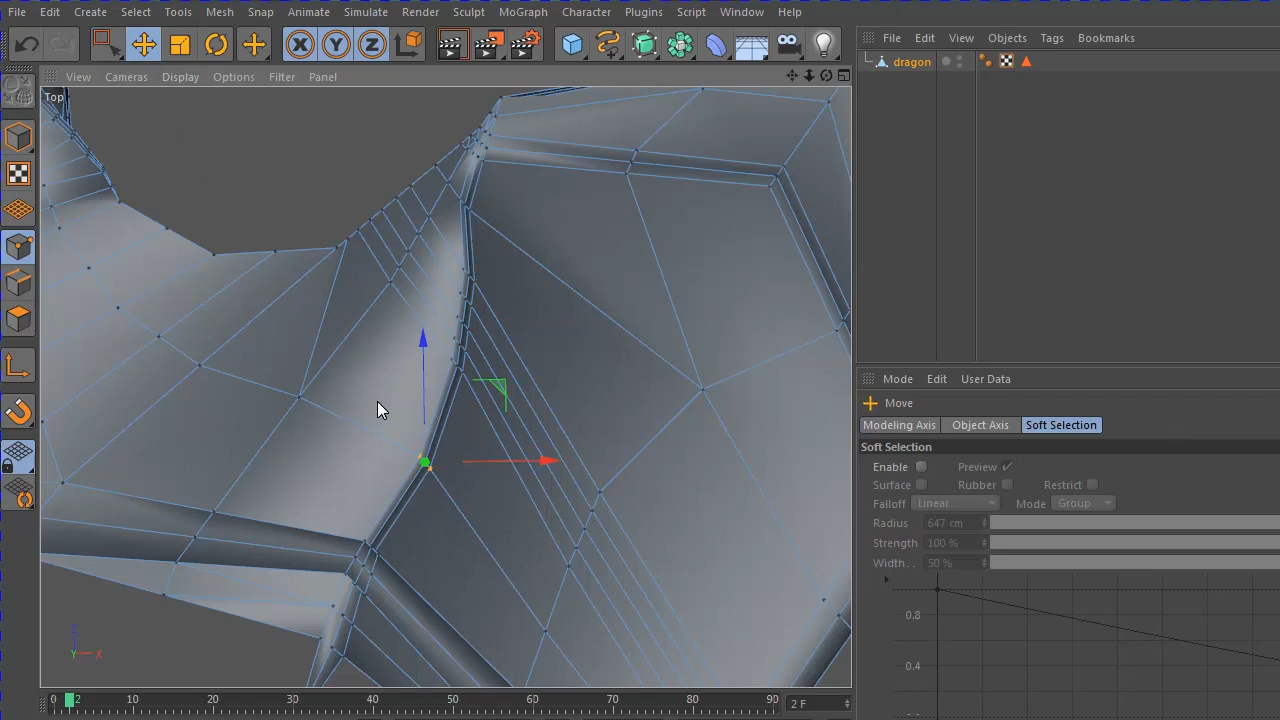 File Edit Create Select Tools Mesh Snap Animate Simulate Render Sculpt MoGraph Character Plugins Script Window Help
X Y Z
File Edit View Objects Tags Bookmarks
dragon
View Cameras Display Options Filter Panel
Top
Mode Edit User Data
Move
Modeling Axis Object Axis Soft Selection
Soft Selection
Enable Preview
Surface Rubber Restrict
Falloff Linear Mode Group
Radius 647 cm
Strength 100 %
Width. . 50 %
0.8
0.4
Z
Y X
0 2 10 20 30 40 50 60 70 80 90 2 F